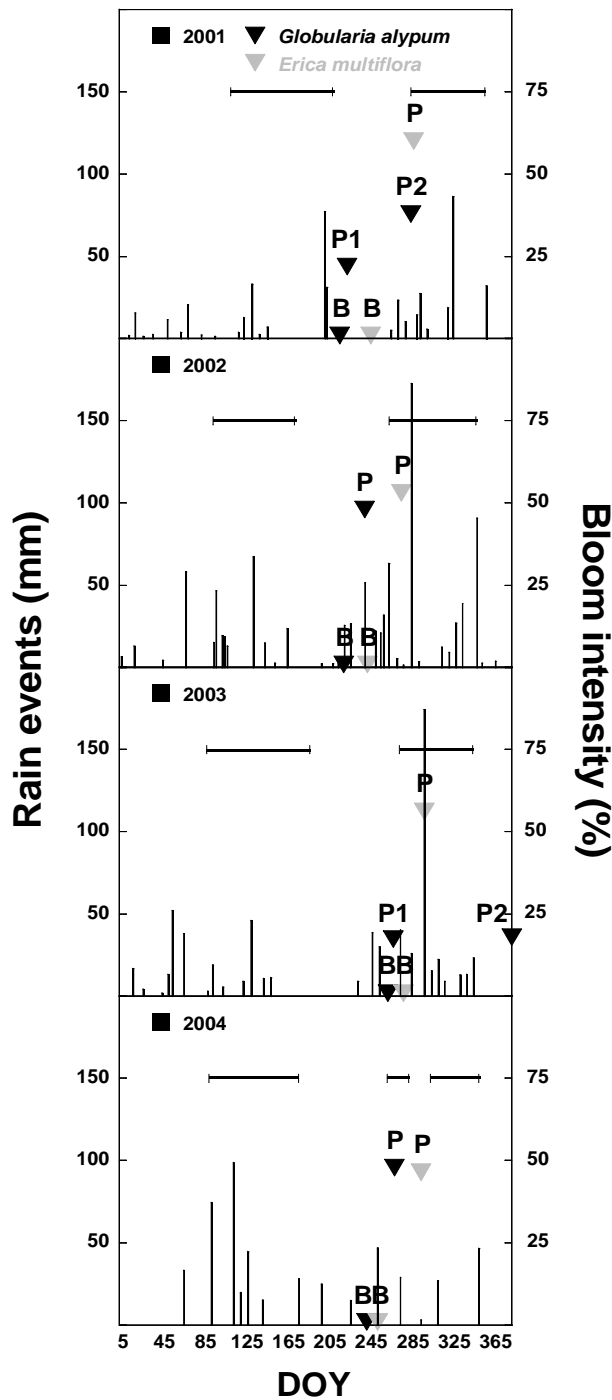 2001 Globularia alypum
Erica multiflora
150 75
P
100 50
P2
P1
50 25
B B
2002
150 75
P
P
100 50
50 25
B B
Rain events (mm)
Bloom intensity (%)
2003
150 75
P
100 50
P1 P2
50 25
B B
2004
150 75
P P
100 50
50 25
B B
5 45 85 125 165 205 245 285 325 365
DOY